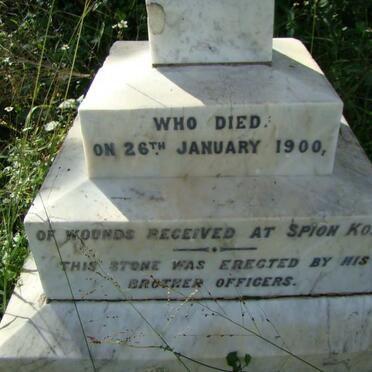 WHO DIED
ON 26TH JANUARY 1900,
OF WOUNDS RECEIVED AT SPION KO
THIS STONE WAS ERECTED BY HIS
BROTHER OFFICERS.